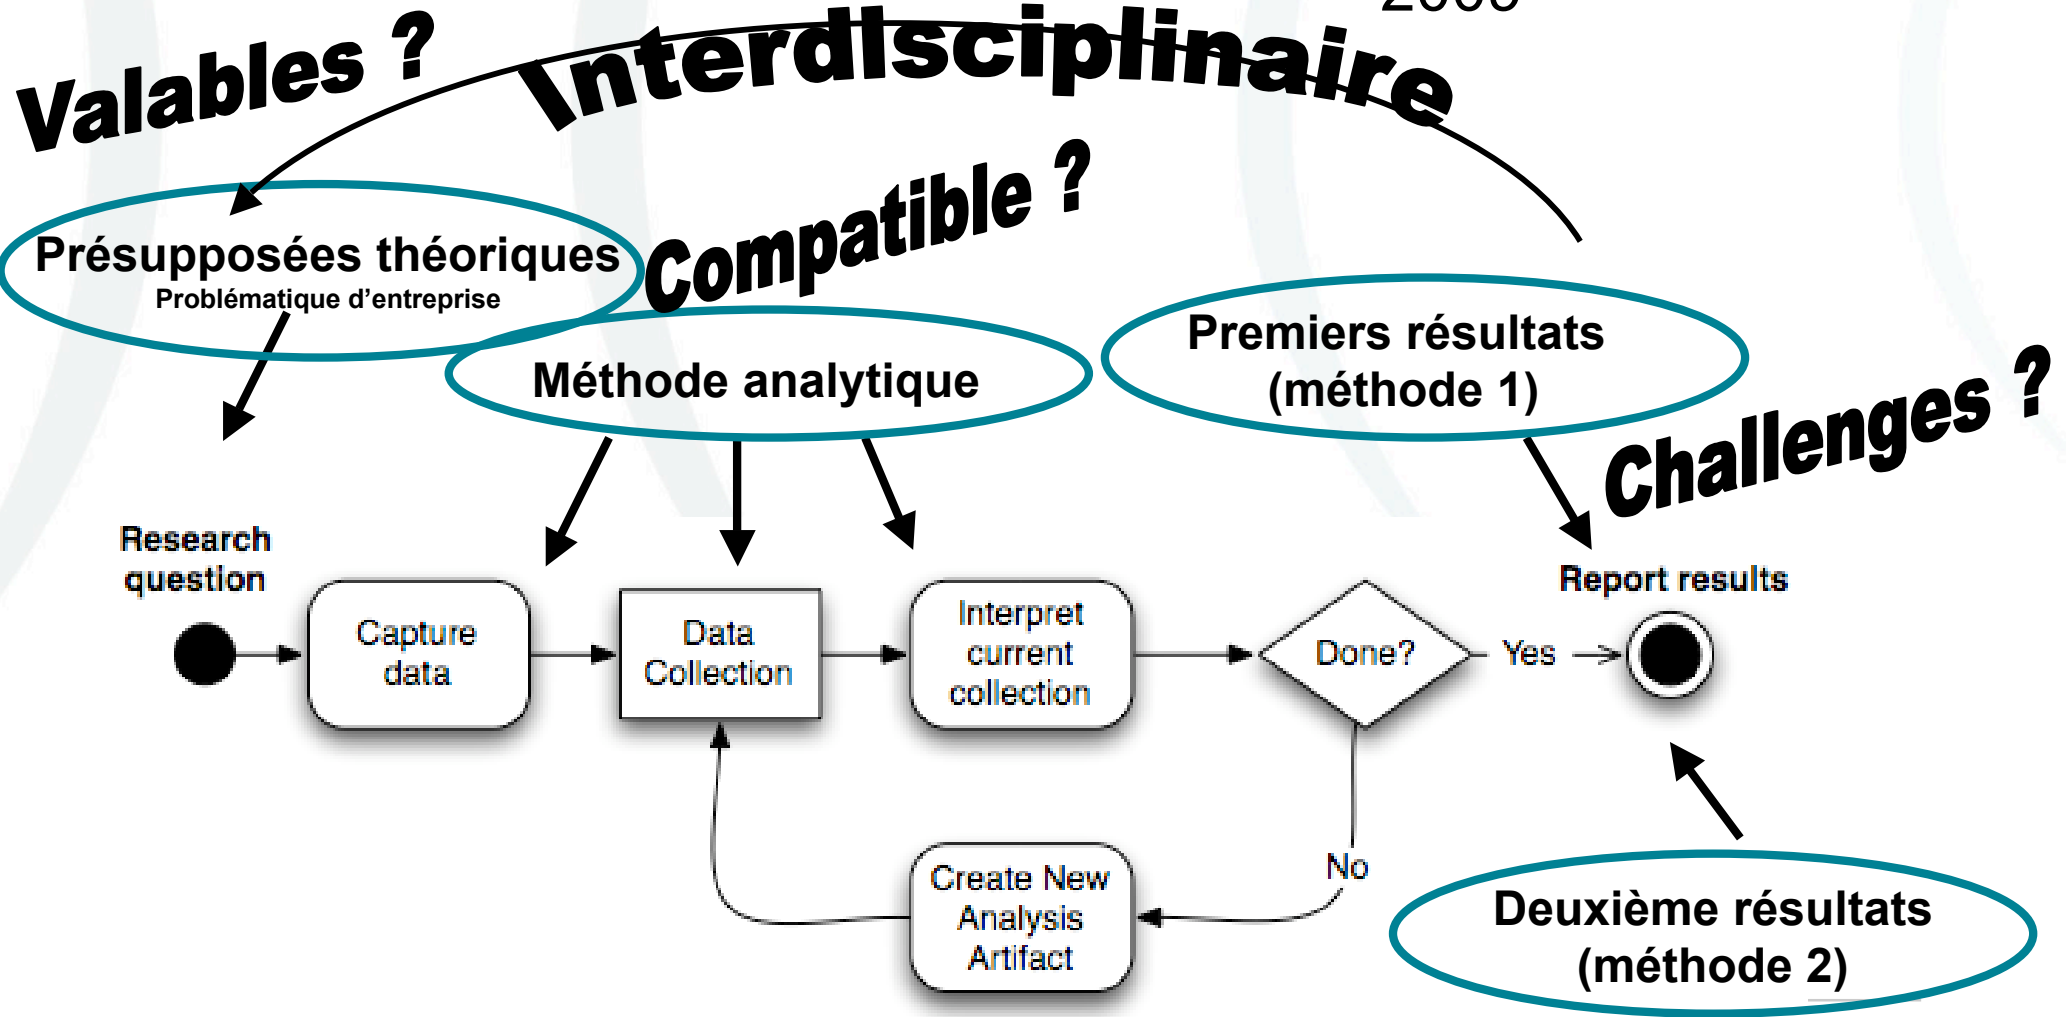 Valables ?
Interdisciplinaire
Compatible ?
Présupposées théoriques
Problématique d'entreprise
Méthode analytique
Premiers résultats
(méthode 1)
Challenges ?
Research
question
Capture
data
Data
Collection
Interpret
current
collection
Done?
Yes
Report results
No
Create New
Analysis
Artifact
Deuxième résultats
(méthode 2)